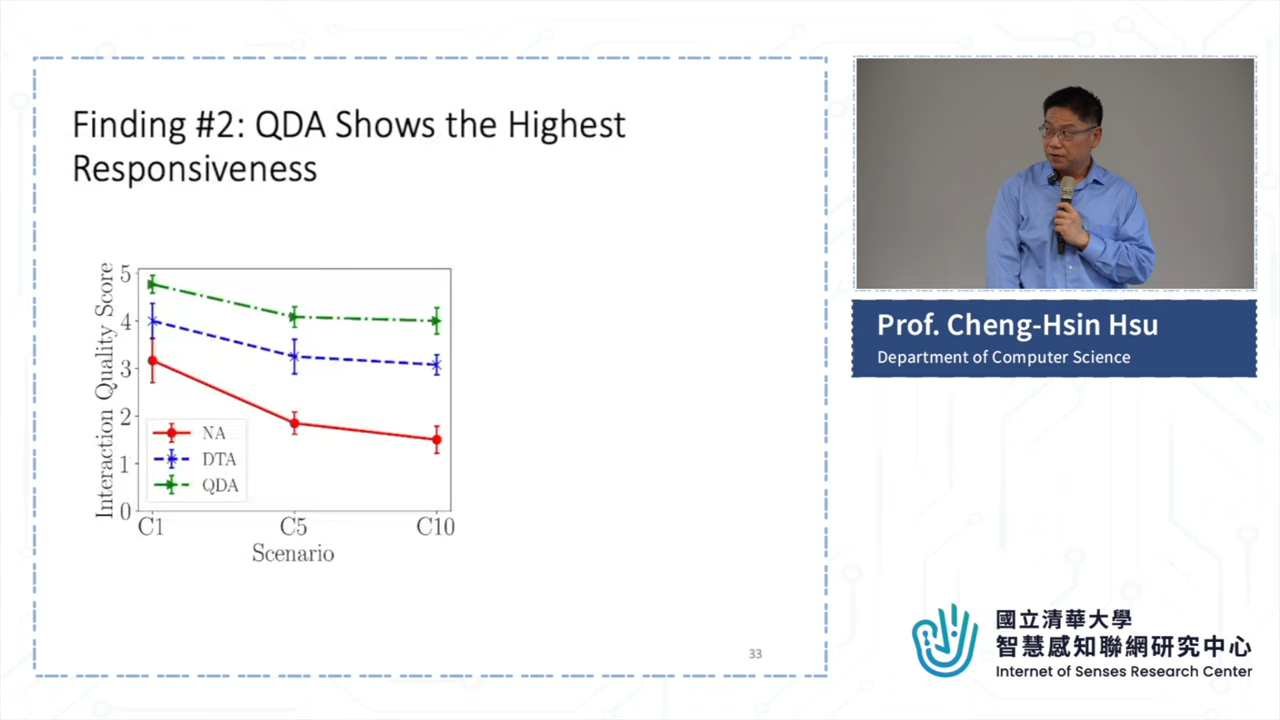 Finding #2: QDA Shows the Highest
Responsiveness
Interaction Quality Score
5
4
3
2
1
0
NA
DTA
QDA
C1 C5 C10
Scenario
33
Prof. Cheng-Hsin Hsu
Department of Computer Science
國立清華大學
智慧感知聯網研究中心
Internet of Senses Research Center